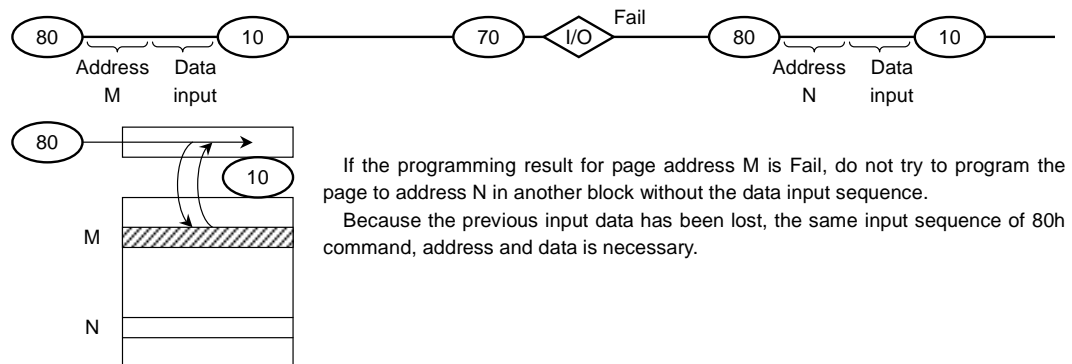 Fail
80 10 70 I/O 80 10
Address Data Address Data
M input N input
80
10
If the programming result for page address M is Fail, do not try to program the
page to address N in another block without the data input sequence.
Because the previous input data has been lost, the same input sequence of 80h
command, address and data is necessary.
M
N